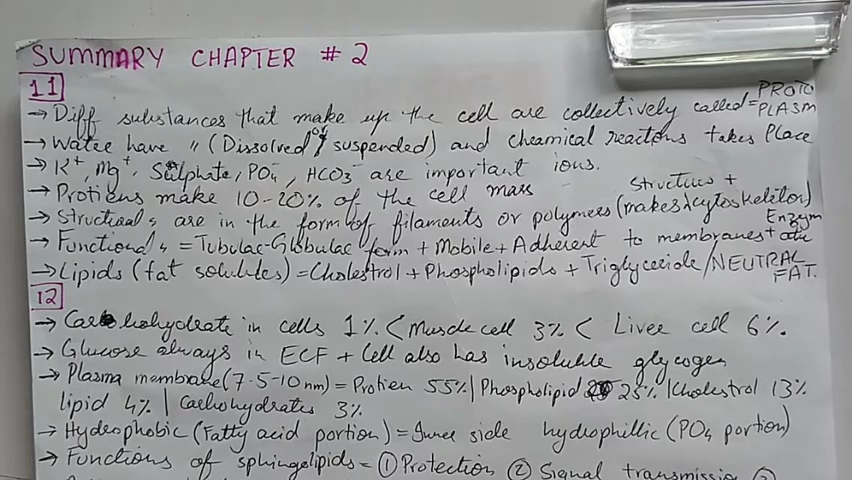 SUMMARY CHAPTER # 2
11
→ Diff substances that make up the cell are collectively called = PROTO PLASM
→ Water have " (Dissolved or suspended) and cheamical reactons takes place
→ K+, Mg+, Sulphate, PO4-, HCO3- are important ions.
→ Protiens make 10-20% of the cell mass
structures +
→ Structural " are in the form of filaments or polymers (makes cytoskeleton)
→ Functional " = Tubular-Globular form + Mobile + Adherent to membranes + Enzym
→ Lipids (fat solubles) = Cholestrol + Phospholipids + Triglyceride / NEUTRAL FAT.
12
→ Carbohydrate in cells 1% < Muscle cell 3% < Liver cell 6%.
→ Glucose always in ECF + Cell also has insoluble glycogen
→ Plasma membrane (7.5-10 nm) = Protien 55% | Phospholipid 25% | Cholestrol 13%
lipid 4% | Carbohydrates 3%
→ Hydrophobic (Fatty acid portion) = Inner side hydrophillic (PO4 portion)
→ Functions of sphingolipids = ① Protection ② Signal transmission